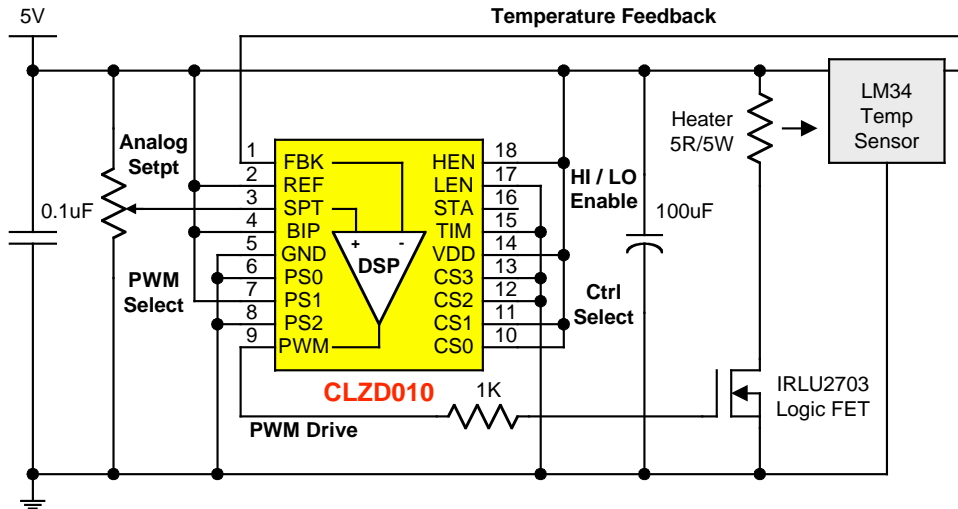 5V
Temperature Feedback
Analog
Setpt
0.1uF
PWM
Select
1
2
3
4
5
6
7
8
9
FBK
REF
SPT
BIP
GND
PS0
PS1
PS2
PWM
+ -
DSP
HEN
LEN
STA
TIM
VDD
CS3
CS2
CS1
CS0
18
17
16
15
14
13
12
11
10
HI / LO
Enable
100uF
Ctrl
Select
Heater
5R/5W
LM34
Temp
Sensor
CLZD010
1K
PWM Drive
IRLU2703
Logic FET